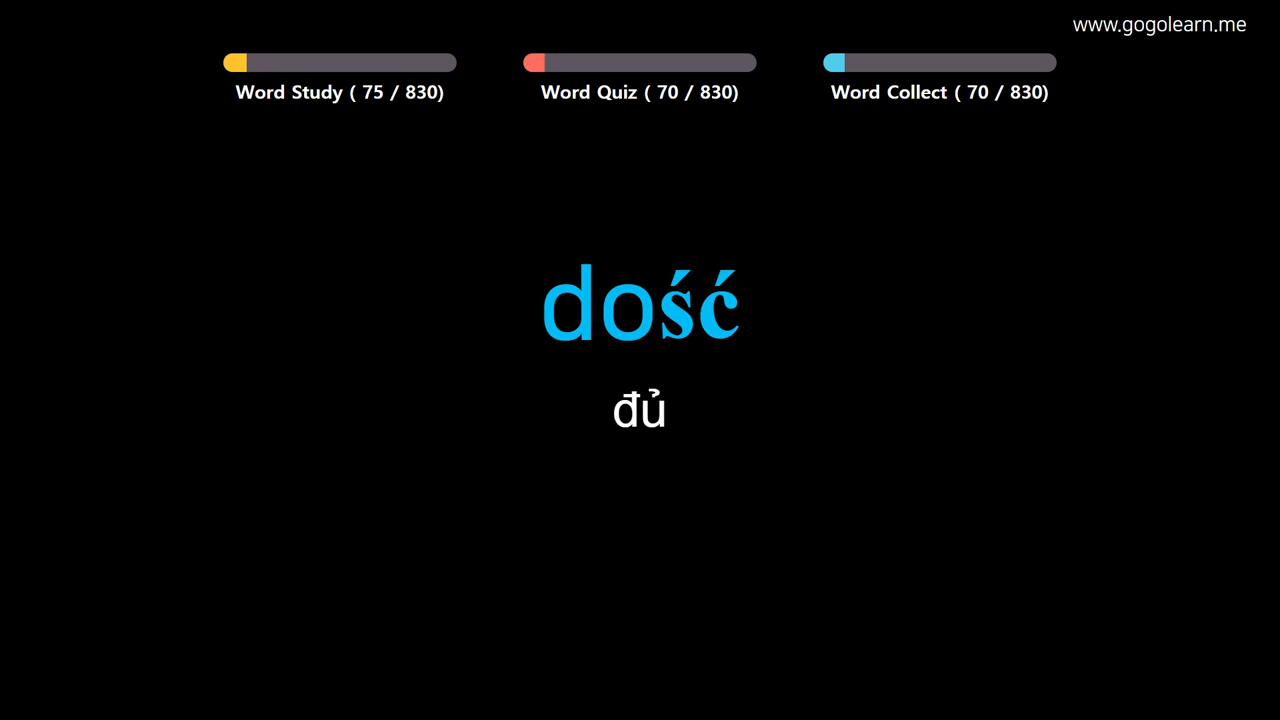 www.gogolearn.me
Word Study ( 75 / 830)
Word Quiz ( 70 / 830)
Word Collect ( 70 / 830)
dość
đủ